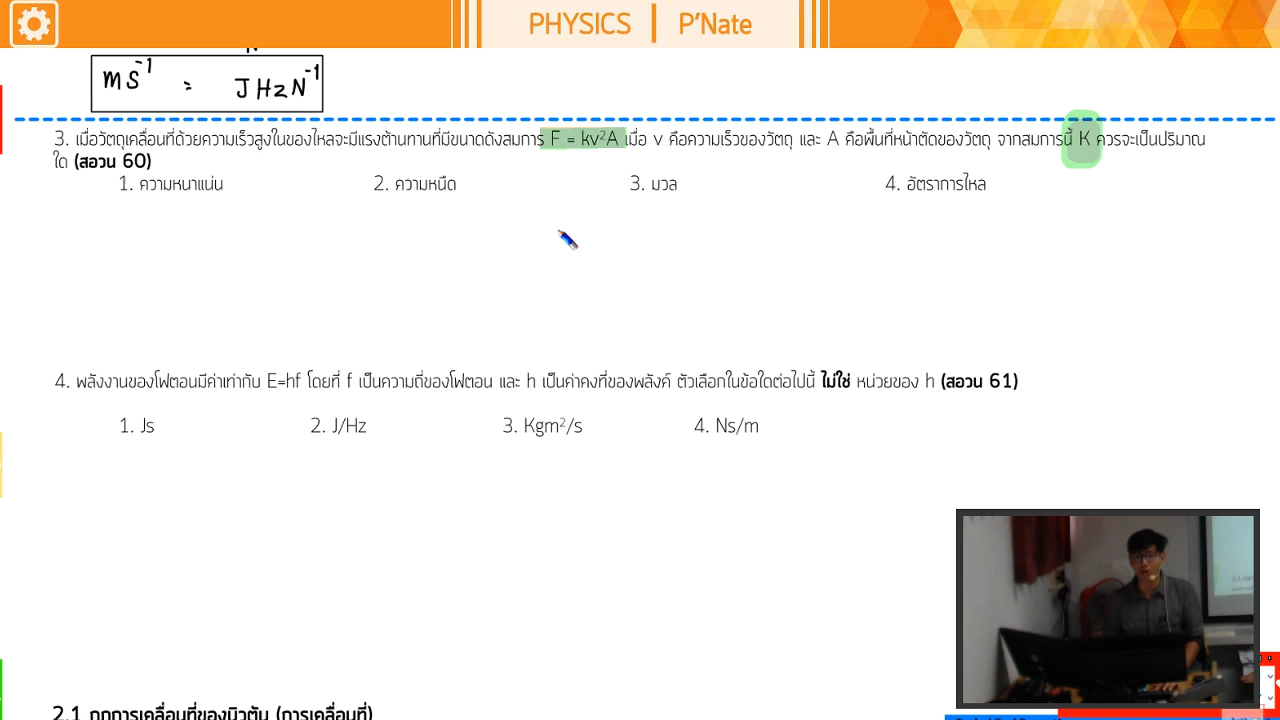 PHYSICS | P'Nate
ms⁻¹ = JHzN⁻¹
3. เมื่อวัตถุเคลื่อนที่ด้วยความเร็วสูงในของไหลจะมีแรงต้านทานที่มีขนาดดังสมการ F = kv²A เมื่อ v คือความเร็วของวัตถุ และ A คือพื้นที่หน้าตัดของวัตถุ จากสมการนี้ K ควรจะเป็นปริมาณ
ใด (สอวน 60)
1. ความหนาแน่น 2. ความหนืด 3. มวล 4. อัตราการไหล
4. พลังงานของโฟตอนมีค่าเท่ากับ E=hf โดยที่ f เป็นความถี่ของโฟตอน และ h เป็นค่าคงที่ของพลังค์ ตัวเลือกในข้อใดต่อไปนี้ ไม่ใช่ หน่วยของ h (สอวน 61)
1. Js 2. J/Hz 3. Kgm²/s 4. Ns/m
2.1 กฎการเคลื่อนที่ของนิวตัน (การเคลื่อนที่)